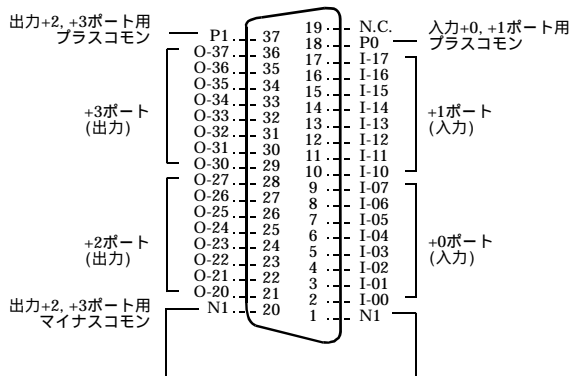 出力+2, +3ポート用
プラスコモン
P1 37
O-37 36
O-36 35
O-35 34
O-34 33
O-33 32
O-32 31
O-31 30
O-30 29
O-27 28
O-26 27
O-25 26
O-24 25
O-23 24
O-22 23
O-21 22
O-20 21
N1 20
+3ポート
(出力)
+2ポート
(出力)
出力+2, +3ポート用
マイナスコモン
19 N.C.
18 P0
17 I-17
16 I-16
15 I-15
14 I-14
13 I-13
12 I-12
11 I-11
10 I-10
9 I-07
8 I-06
7 I-05
6 I-04
5 I-03
4 I-02
3 I-01
2 I-00
1 N1
入力+0, +1ポート用
プラスコモン
+1ポート
(入力)
+0ポート
(入力)